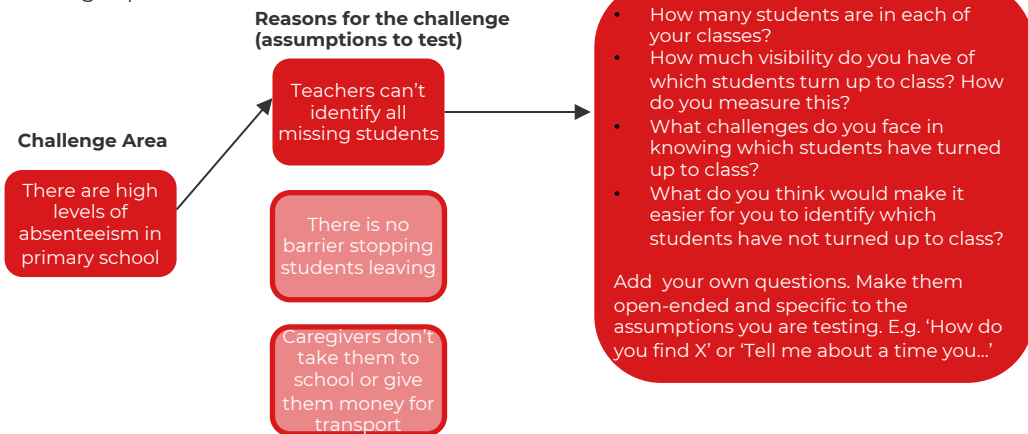 Reasons for the challenge
(assumptions to test)
Challenge Area
There are high
levels of
absenteeism in
primary school
Teachers can't
identify all
missing students
There is no
barrier stopping
students leaving
Caregivers don't
take them to
school or give
them money for
transport
• How many students are in each of
your classes?
• How much visibility do you have of
which students turn up to class? How
do you measure this?
• What challenges do you face in
knowing which students have turned
up to class?
• What do you think would make it
easier for you to identify which
students have not turned up to class?
Add your own questions. Make them
open-ended and specific to the
assumptions you are testing. E.g. 'How do
you find X' or 'Tell me about a time you...'